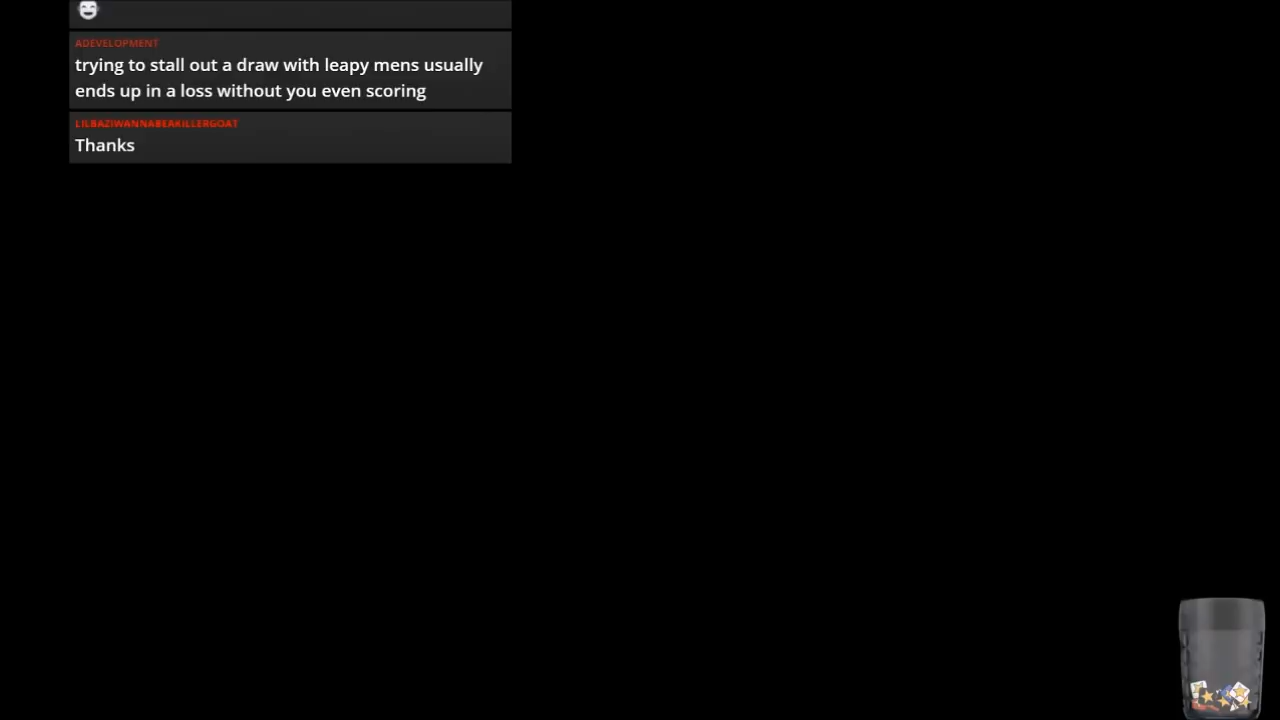 ADEVELOPMENT
trying to stall out a draw with leapy mens usually
ends up in a loss without you even scoring
LILBAZIWANNABEAKILLERGOAT
Thanks